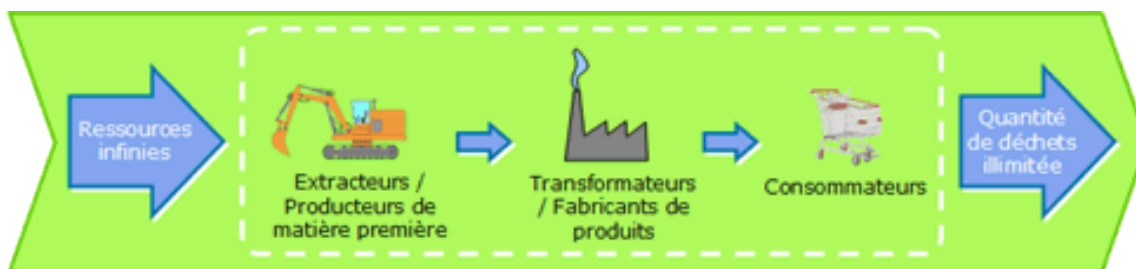 Ressources
infinies
Extracteurs /
Producteurs de
matière première
Transformateurs
/ Fabricants de
produits
Consommateurs
Quantité
de déchets
illimitée